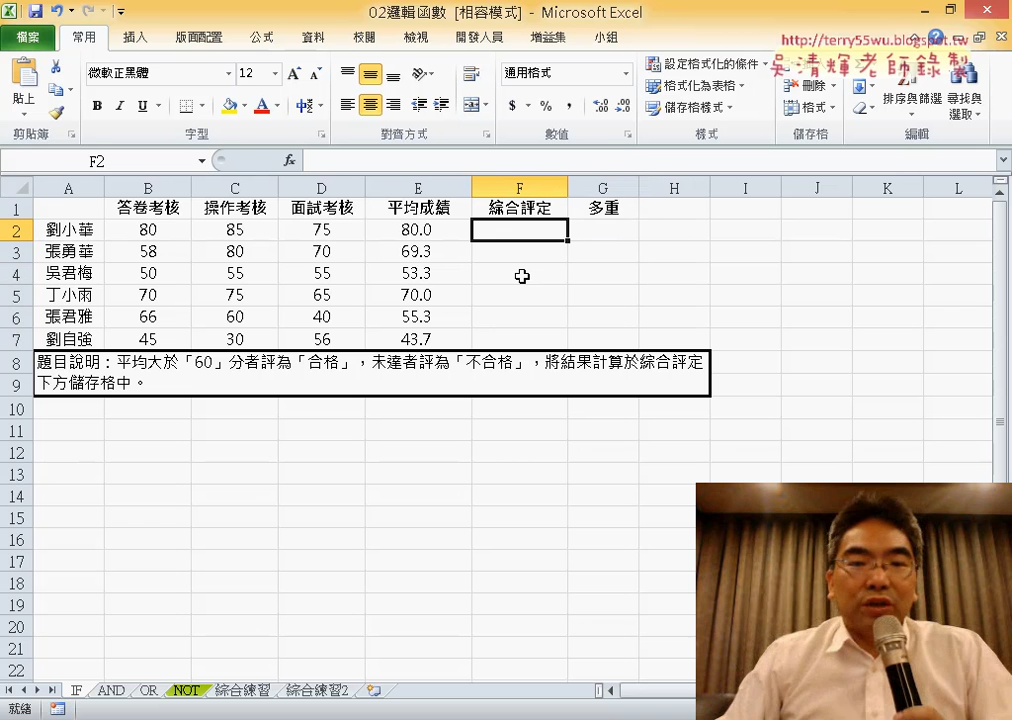 02邏輯函數 [相容模式] - Microsoft Excel
檔案 常用 插入 版面配置 公式 資料 校閱 檢視 開發人員 增益集 小組
http://terry55wu.blogspot.tw
吳清輝老師錄製
貼上 微軟正黑體 12 通用格式 設定格式化的條件
格式化為表格 刪除 排序與篩選 尋找與選取
B I U $ % , 儲存格樣式 格式
剪貼簿 字型 對齊方式 數值 樣式 儲存格 編輯
F2 fx
A B C D E F G H I J K L
1 答卷考核 操作考核 面試考核 平均成績 綜合評定 多重
2 劉小華 80 85 75 80.0
3 張勇華 58 80 70 69.3
4 吳君梅 50 55 55 53.3
5 丁小雨 70 75 65 70.0
6 張君雅 66 60 40 55.3
7 劉自強 45 30 56 43.7
8 題目說明：平均大於「60」分者評為「合格」，未達者評為「不合格」，將結果計算於綜合評定
9 下方儲存格中。
10
11
12
13
14
15
16
17
18
19
20
21
22
IF AND OR NOT 綜合練習 綜合練習2
就緒